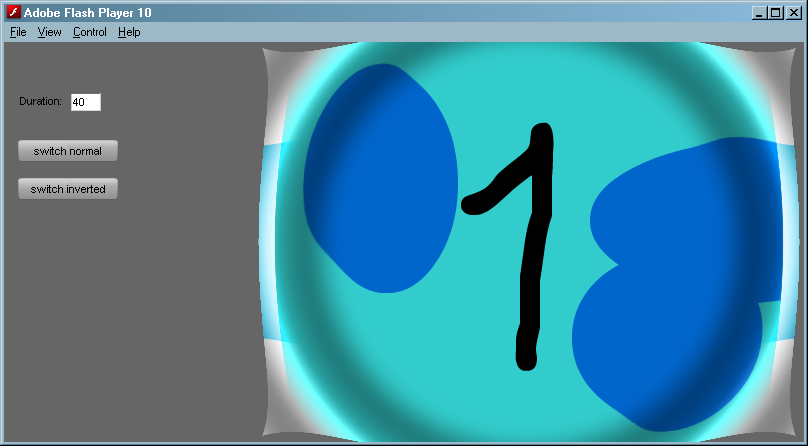 Adobe Flash Player 10
File View Control Help
Duration: 40
switch normal
switch inverted
1